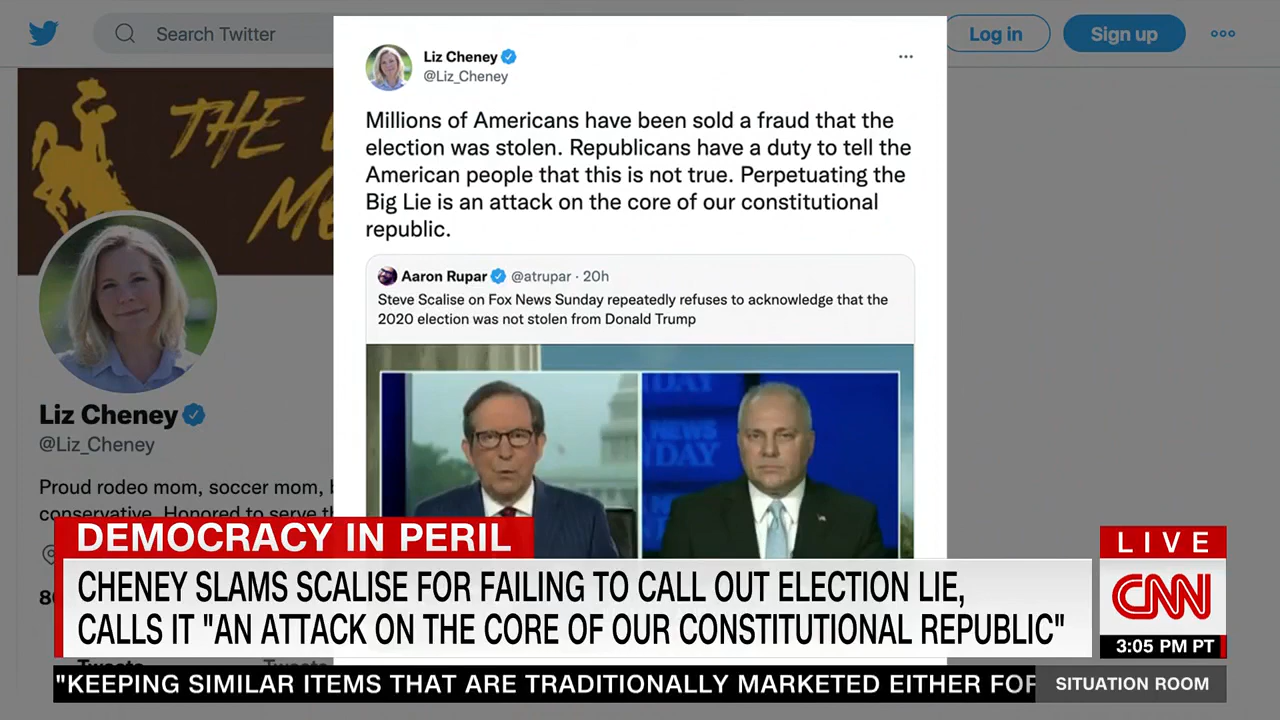 Search Twitter
Log in
Sign up
THE
Liz Cheney
@Liz_Cheney
Proud rodeo mom, soccer mom,
conservative. Honored to serve
Liz Cheney
@Liz_Cheney
Millions of Americans have been sold a fraud that the
election was stolen. Republicans have a duty to tell the
American people that this is not true. Perpetuating the
Big Lie is an attack on the core of our constitutional
republic.
Aaron Rupar @atrupar · 20h
Steve Scalise on Fox News Sunday repeatedly refuses to acknowledge that the
2020 election was not stolen from Donald Trump
NEWS
DEMOCRACY IN PERIL
CHENEY SLAMS SCALISE FOR FAILING TO CALL OUT ELECTION LIE,
CALLS IT "AN ATTACK ON THE CORE OF OUR CONSTITUTIONAL REPUBLIC"
LIVE
CNN
3:05 PM PT
"KEEPING SIMILAR ITEMS THAT ARE TRADITIONALLY MARKETED EITHER FOR
SITUATION ROOM